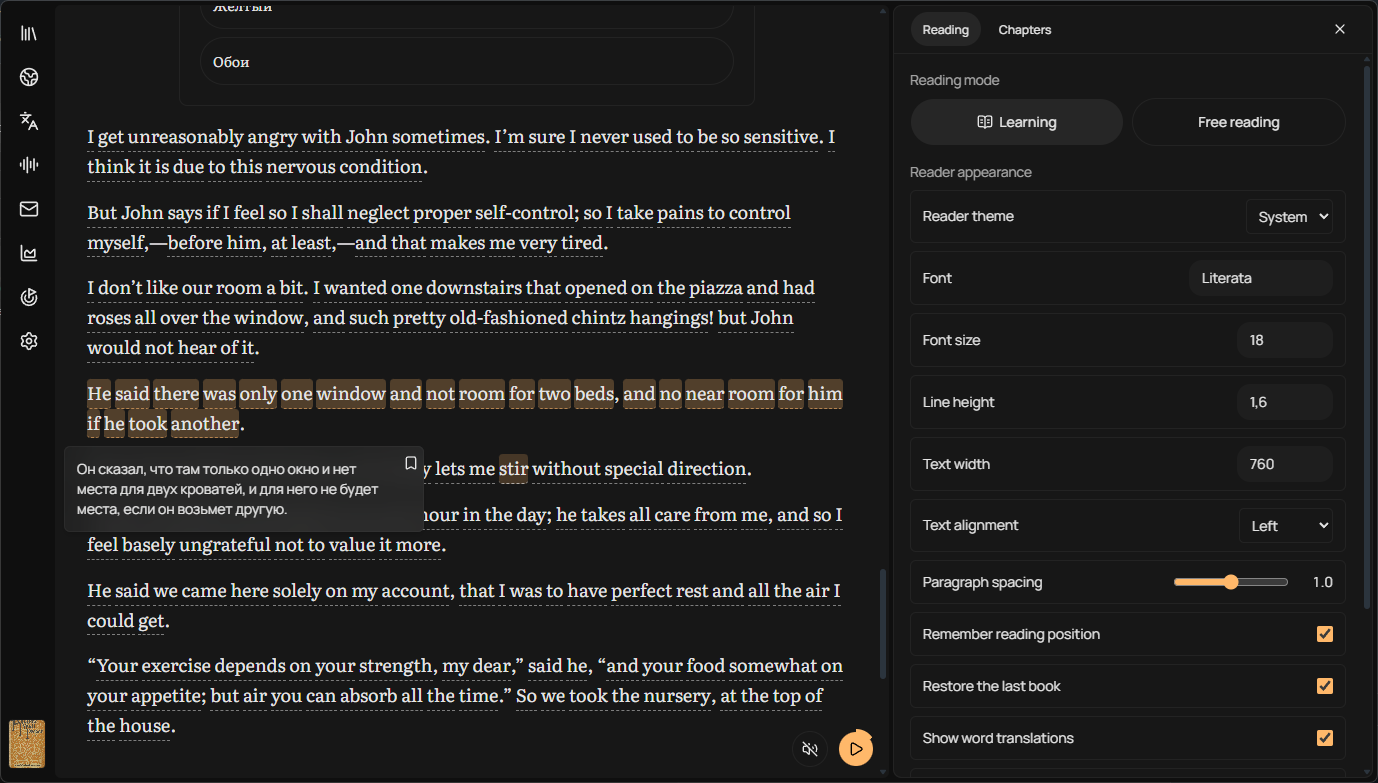 Желтый
Обои
I get unreasonably angry with John sometimes. I’m sure I never used to be so sensitive. I
think it is due to this nervous condition.
But John says if I feel so I shall neglect proper self-control; so I take pains to control
myself,—before him, at least,—and that makes me very tired.
I don’t like our room a bit. I wanted one downstairs that opened on the piazza and had
roses all over the window, and such pretty old-fashioned chintz hangings! but John
would not hear of it.
He said there was only one window and not room for two beds, and no near room for him
if he took another.
Он сказал, что там только одно окно и нет
места для двух кроватей, и для него не будет
места, если он возьмет другую.
lets me stir without special direction.
hour in the day; he takes all care from me, and so I
feel basely ungrateful not to value it more.
He said we came here solely on my account, that I was to have perfect rest and all the air I
could get.
“Your exercise depends on your strength, my dear,” said he, “and your food somewhat on
your appetite; but air you can absorb all the time.” So we took the nursery, at the top of
the house.
Reading
Chapters
Reading mode
Learning
Free reading
Reader appearance
Reader theme
System
Font
Literata
Font size
18
Line height
1,6
Text width
760
Text alignment
Left
Paragraph spacing
1.0
Remember reading position
Restore the last book
Show word translations